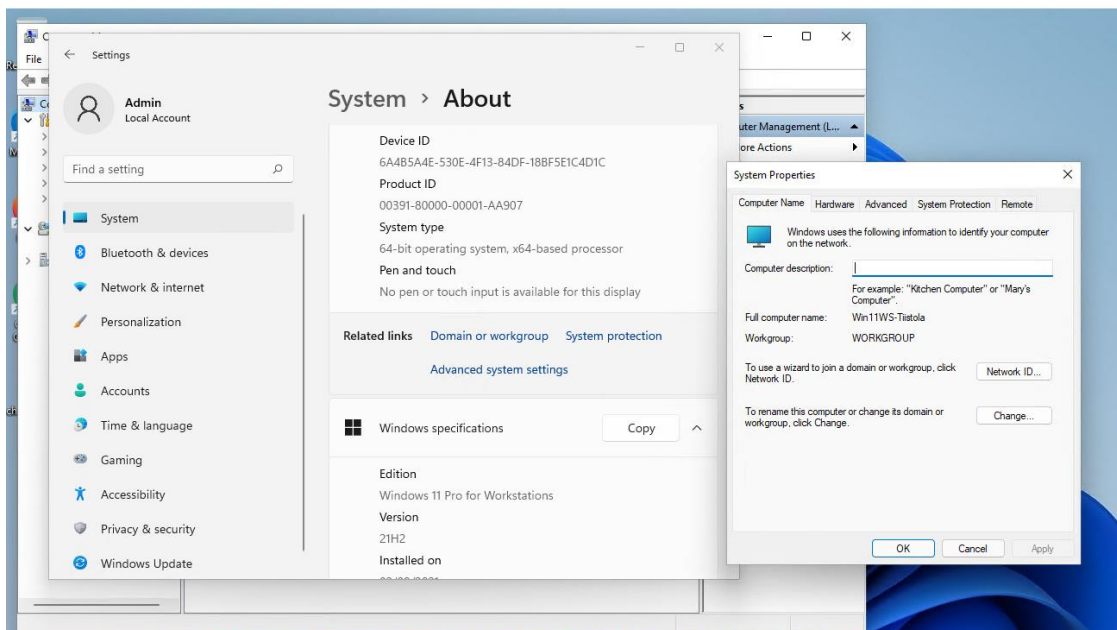 File
Settings
Admin
Local Account
Find a setting
System
Bluetooth & devices
Network & internet
Personalization
Apps
Accounts
Time & language
Gaming
Accessibility
Privacy & security
Windows Update
System > About
Device ID
6A4B5A4E-530E-4F13-84DF-18BF5E1C4D1C
Product ID
00391-80000-00001-AA907
System type
64-bit operating system, x64-based processor
Pen and touch
No pen or touch input is available for this display
Related links Domain or workgroup System protection
Advanced system settings
Windows specifications Copy
Edition
Windows 11 Pro for Workstations
Version
21H2
Installed on
uter Management (L...
ore Actions
System Properties
Computer Name Hardware Advanced System Protection Remote
Windows uses the following information to identify your computer
on the network.
Computer description:
For example: "Kitchen Computer" or "Mary's
Computer".
Full computer name: Win11WS-Tiistola
Workgroup: WORKGROUP
To use a wizard to join a domain or workgroup, click
Network ID.
Network ID...
To rename this computer or change its domain or
workgroup, click Change.
Change...
OK Cancel Apply